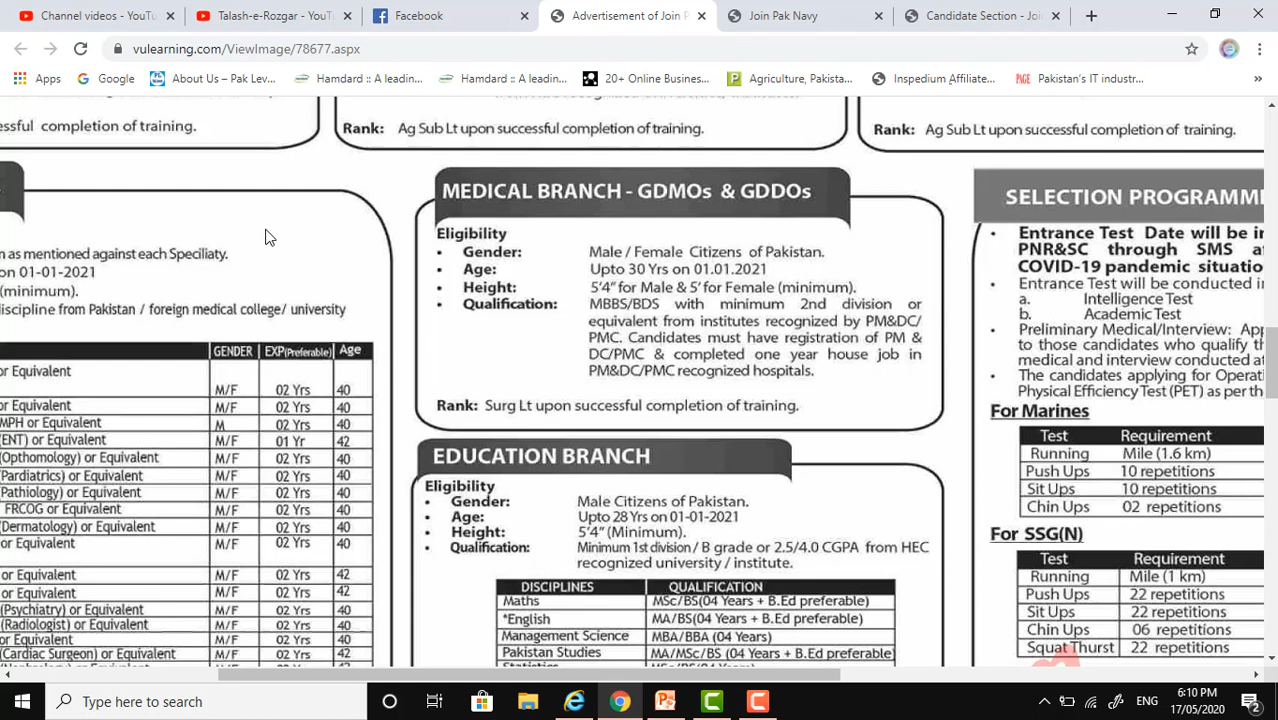 Channel videos - YouTu
Talash-e-Rozgar - YouTu
Facebook
Advertisement of Join P
Join Pak Navy
Candidate Section - Joi
vulearning.com/ViewImage/78677.aspx
Apps
Google
About Us – Pak Lev...
Hamdard :: A leadin...
Hamdard :: A leadin...
20+ Online Busines...
Agriculture, Pakista...
Inspedium Affiliate...
Pakistan's IT industr...
»
ssful completion of training.
Rank: Ag Sub Lt upon successful completion of training.
Rank: Ag Sub Lt upon successful completion of training.
m as mentioned against each Speciliaty.
on 01-01-2021
(minimum).
discipline from Pakistan / foreign medical college/ university
GENDER EXP(Preferable) Age
or Equivalent
M/F 02 Yrs 40
or Equivalent M/F 02 Yrs 40
MPH or Equivalent M 02 Yrs 40
(ENT) or Equivalent M/F 01 Yr 42
(Opthomology) or Equivalent M/F 02 Yrs 40
(Pardiatrics) or Equivalent M/F 02 Yrs 40
(Pathiology) or Equivalent M/F 02 Yrs 40
FRCOG or Equivalent M/F 02 Yrs 40
(Dermatology) or Equivalent M/F 02 Yrs 40
or Equivalent M/F 02 Yrs 40
or Equivalent M/F 02 Yrs 42
or Equivalent M/F 02 Yrs 42
(Psychiatry) or Equivalent M/F 02 Yrs 40
(Radiologist) or Equivalent M/F 02 Yrs 40
or Equivalent M/F 02 Yrs 40
(Cardiac Surgeon) or Equivalent M/F 02 Yrs 42
MEDICAL BRANCH - GDMOs & GDDOs
Eligibility
• Gender: Male / Female Citizens of Pakistan.
• Age: Upto 30 Yrs on 01.01.2021
• Height: 5'4" for Male & 5' for Female (minimum).
• Qualification: MBBS/BDS with minimum 2nd division or
equivalent from institutes recognized by PM&DC/
PMC. Candidates must have registration of PM &
DC/PMC & completed one year house job in
PM&DC/PMC recognized hospitals.
Rank: Surg Lt upon successful completion of training.
EDUCATION BRANCH
Eligibility
• Gender: Male Citizens of Pakistan.
• Age: Upto 28 Yrs on 01-01-2021
• Height: 5'4" (Minimum).
• Qualification: Minimum 1st division / B grade or 2.5/4.0 CGPA from HEC
recognized university / institute.
DISCIPLINES QUALIFICATION
Maths MSc/BS(04 Years + B.Ed preferable)
*English MA/BS(04 Years + B.Ed preferable)
Management Science MBA/BBA (04 Years)
Pakistan Studies MA/MSc/BS (04 Years + B.Ed preferable)
SELECTION PROGRAMM
• Entrance Test Date will be in
PNR&SC through SMS af
COVID-19 pandemic situatio
• Entrance Test will be conducted in
a. Intelligence Test
b. Academic Test
• Preliminary Medical/Interview: App
to those candidates who qualify th
medical and interview conducted at
• The candidates applying for Operati
Physical Efficiency Test (PET) as per th
For Marines
Test Requirement
Running Mile (1.6 km)
Push Ups 10 repetitions
Sit Ups 10 repetitions
Chin Ups 02 repetitions
For SSG(N)
Test Requirement
Running Mile (1 km)
Push Ups 22 repetitions
Sit Ups 22 repetitions
Chin Ups 06 repetitions
Squat Thurst 22 repetitions
Type here to search
ENG
6:10 PM
17/05/2020
2